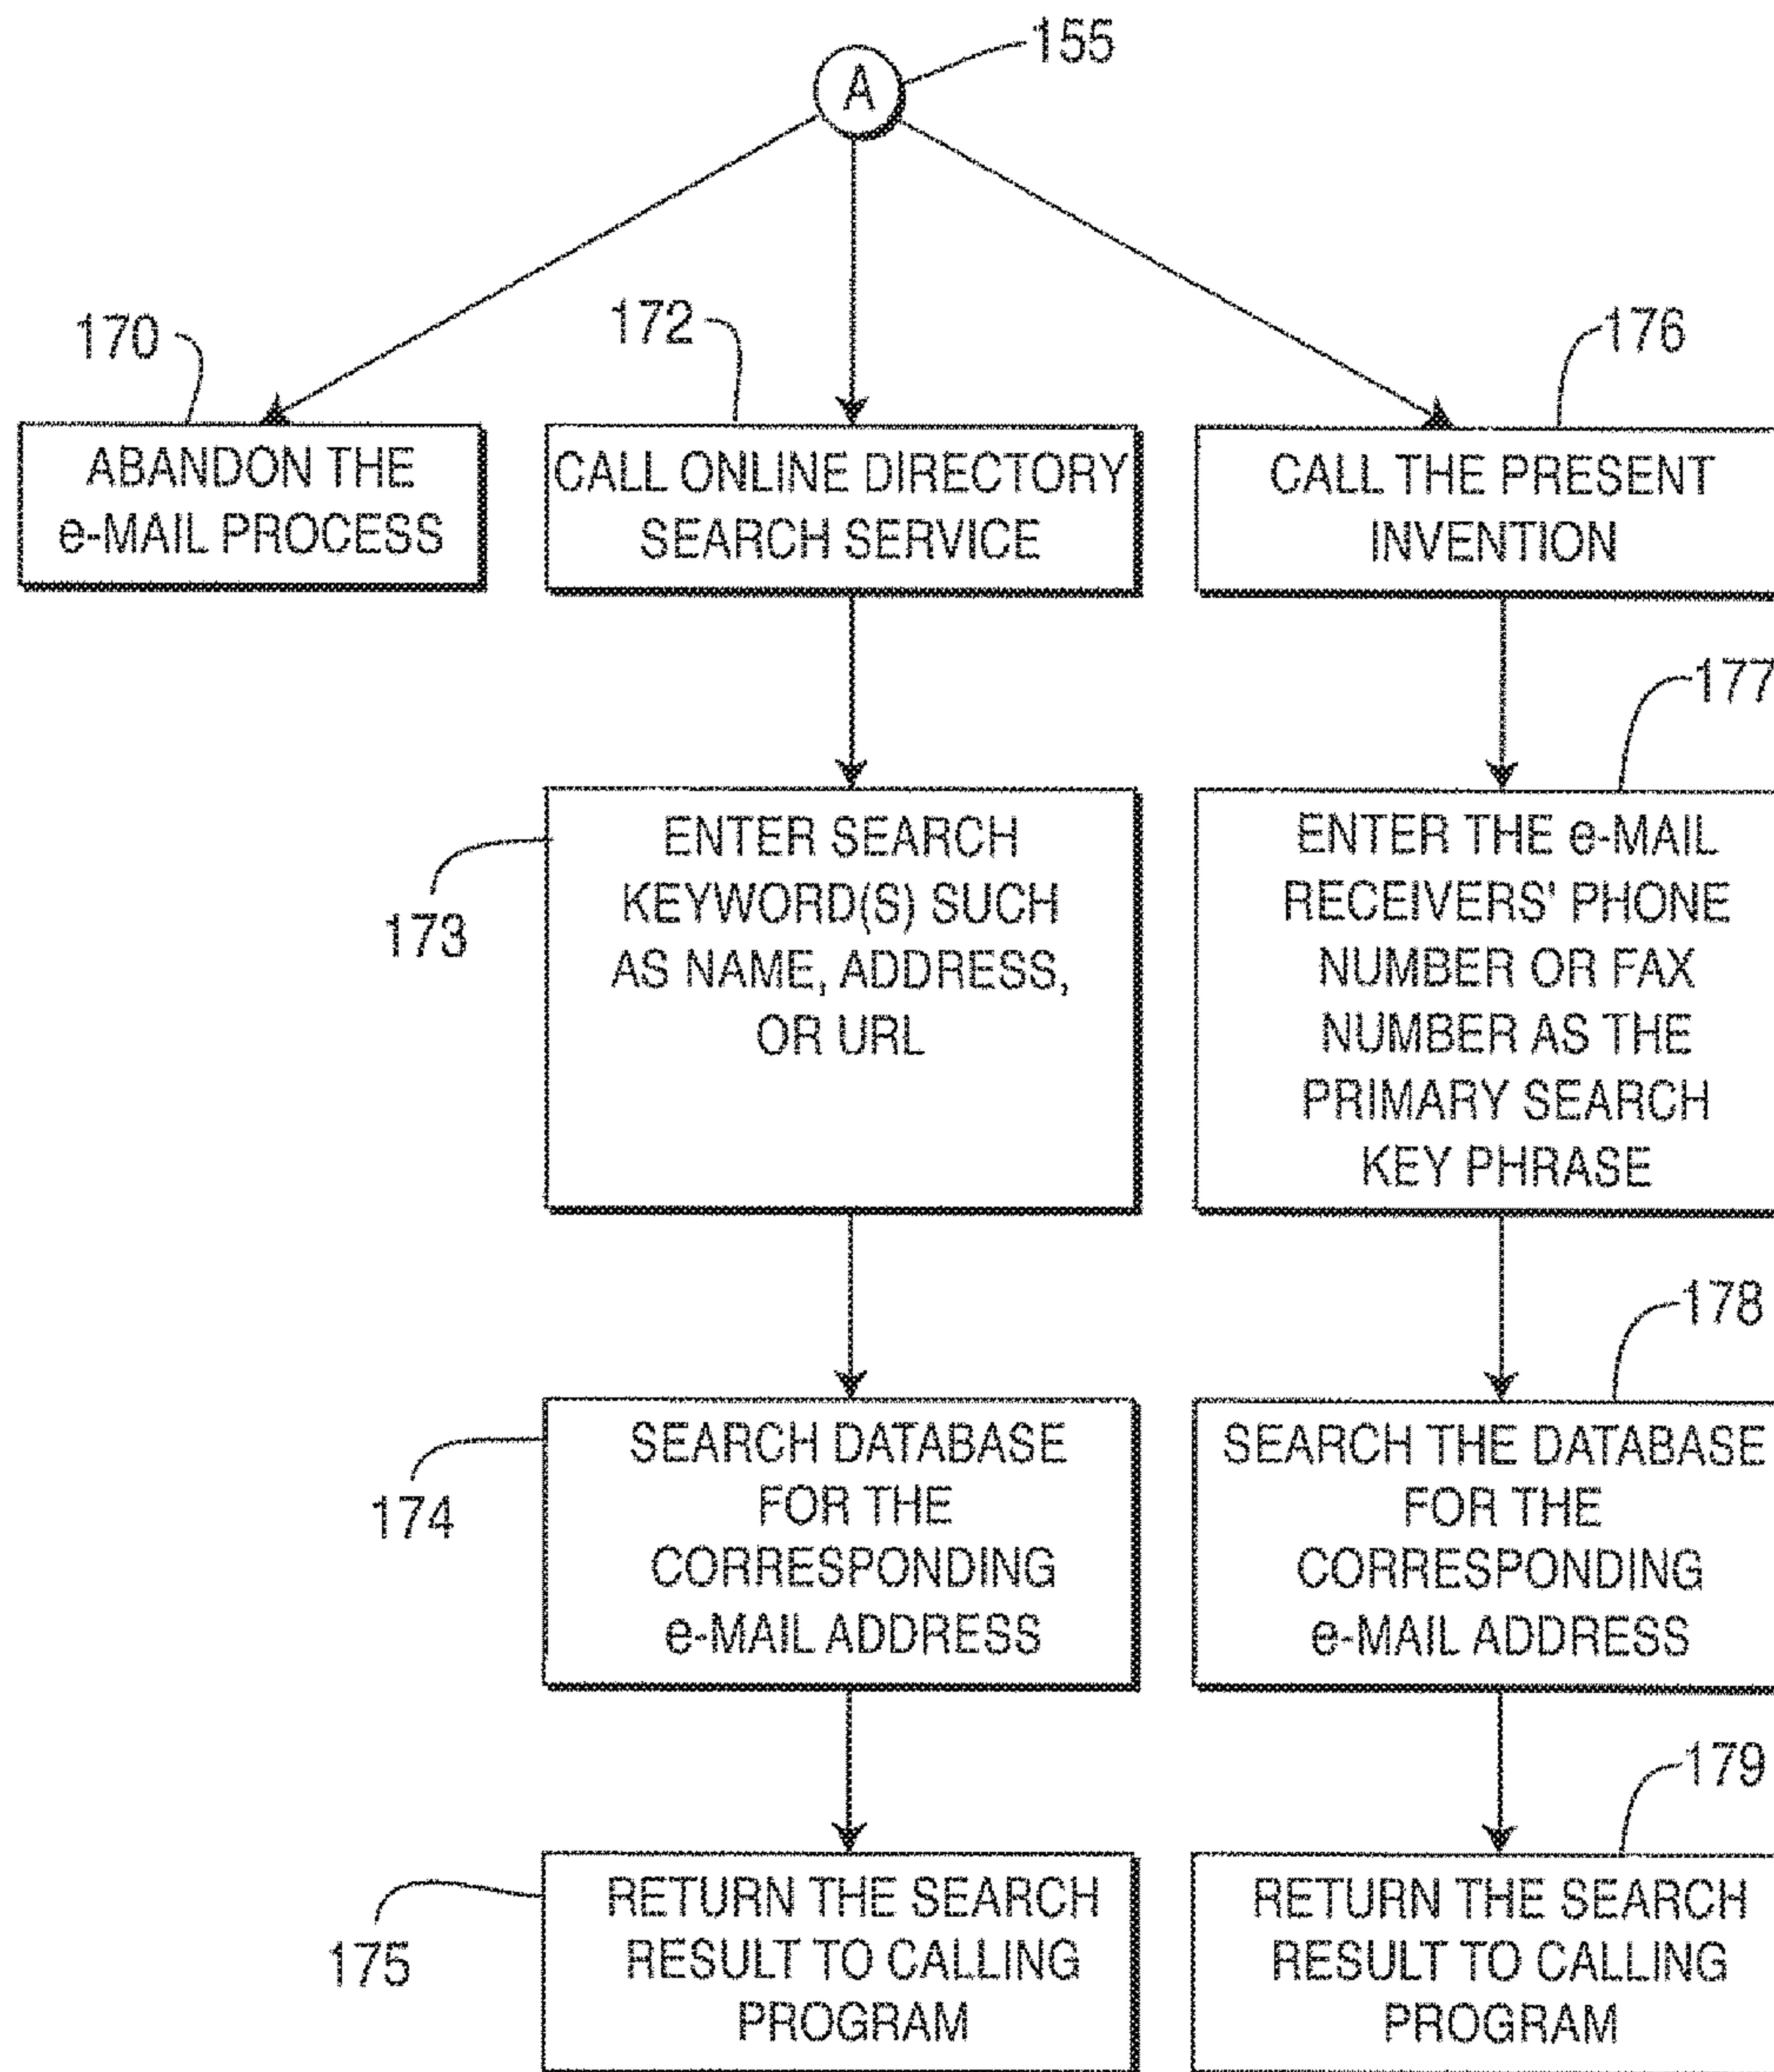 155
A
170
172
176
ABANDON THE
e-MAIL PROCESS
CALL ONLINE DIRECTORY
SEARCH SERVICE
CALL THE PRESENT
INVENTION
177
173
ENTER SEARCH
KEYWORD(S) SUCH
AS NAME, ADDRESS,
OR URL
ENTER THE e-MAIL
RECEIVERS' PHONE
NUMBER OR FAX
NUMBER AS THE
PRIMARY SEARCH
KEY PHRASE
178
174
SEARCH DATABASE
FOR THE
CORRESPONDING
e-MAIL ADDRESS
SEARCH THE DATABASE
FOR THE
CORRESPONDING
e-MAIL ADDRESS
179
175
RETURN THE SEARCH
RESULT TO CALLING
PROGRAM
RETURN THE SEARCH
RESULT TO CALLING
PROGRAM